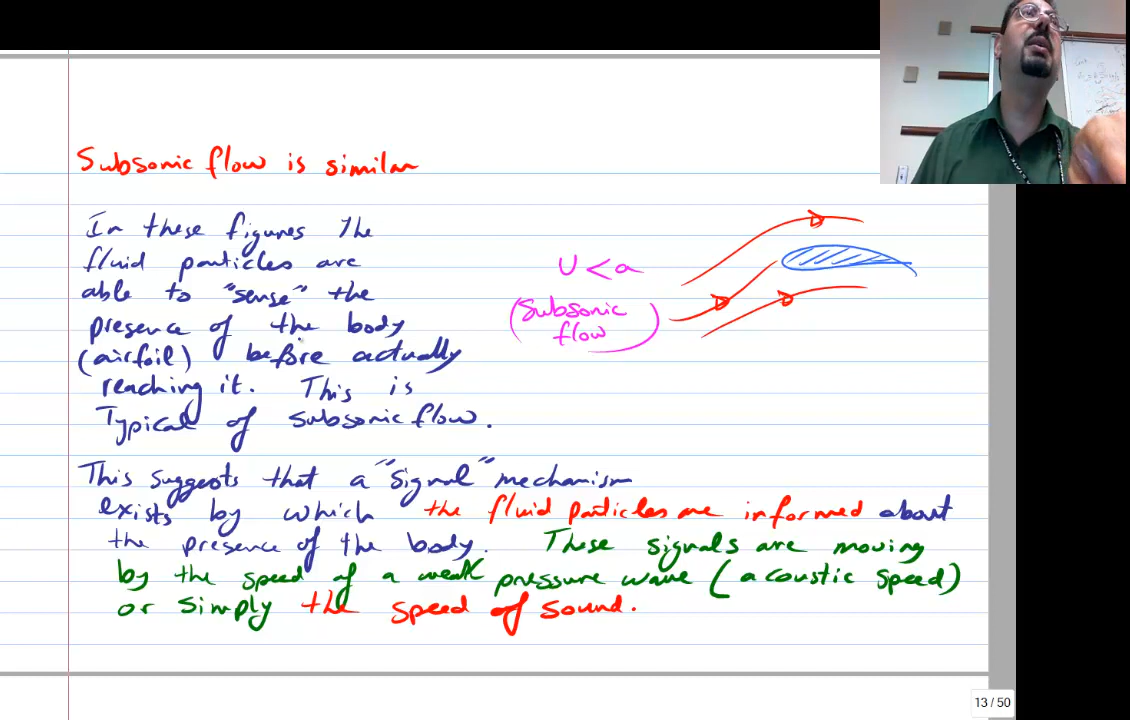 Subsonic flow is similar
In these figures the
fluid particles are
able to "sense" the
presence of the body
(airfoil) before actually
reaching it. This is
Typical of subsonic flow.
U < a
(Subsonic
flow)
This suggests that a "signal" mechanism
exists by which the fluid particles are informed about
the presence of the body. These signals are moving
by the speed of a weak pressure wave (acoustic speed)
or simply the speed of sound.
13 / 50